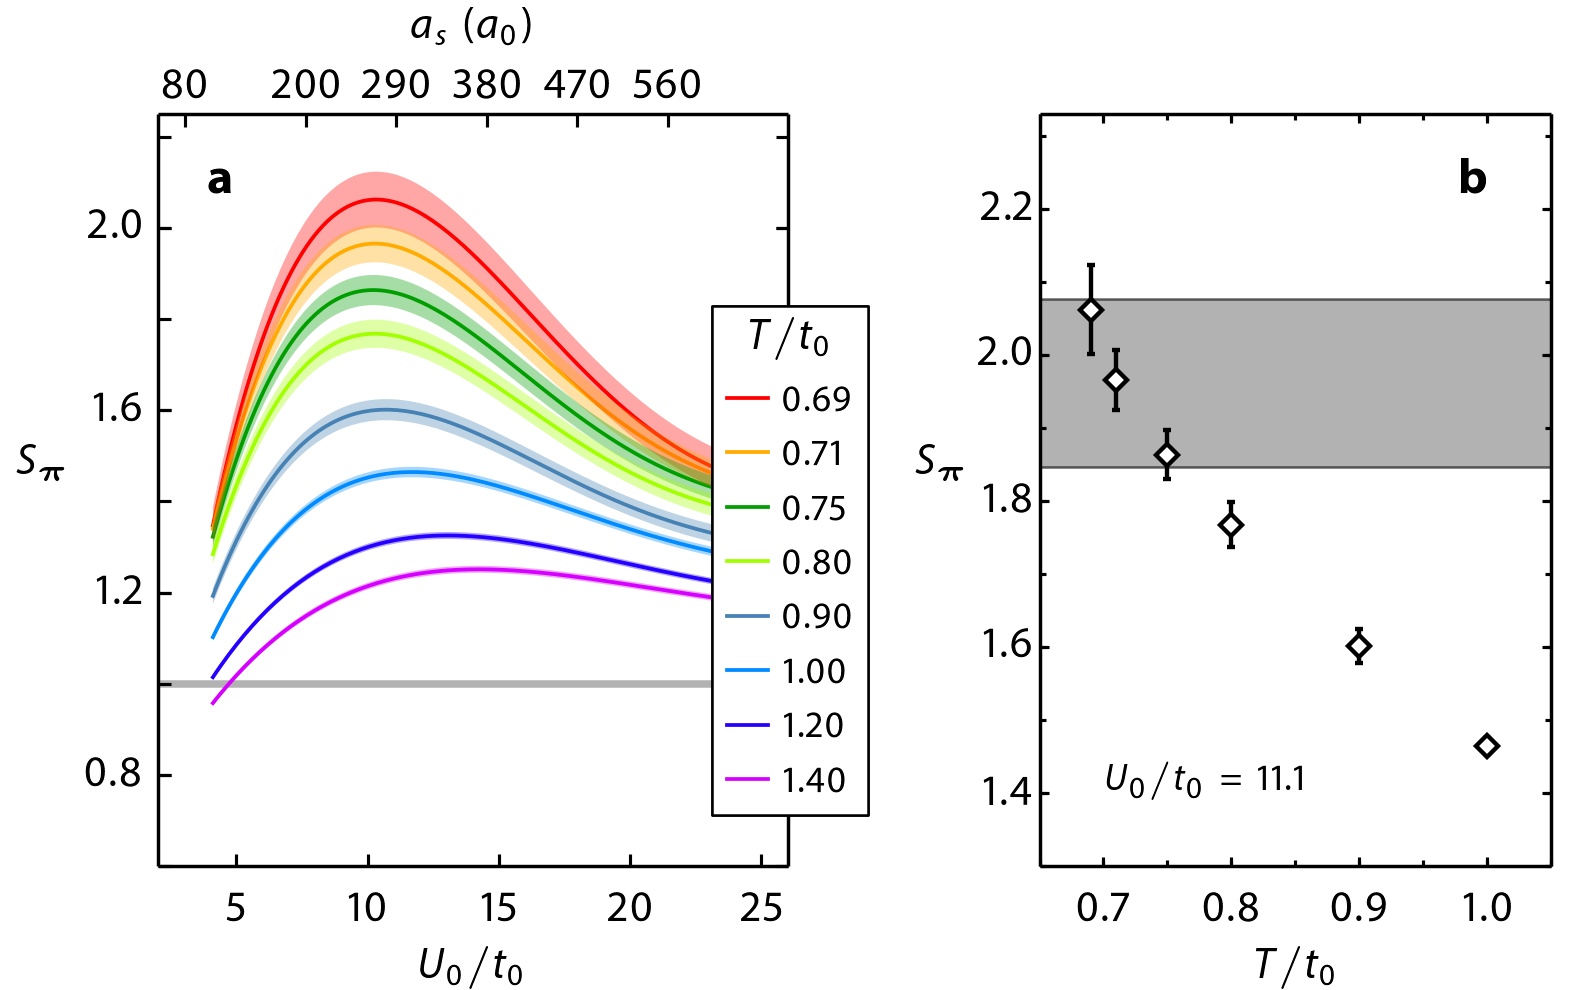 a_s (a_0)
80 200 290 380 470 560
a
2.0
1.6
1.2
0.8
S_π
5 10 15 20 25
U_0/t_0
T/t_0
0.69
0.71
0.75
0.80
0.90
1.00
1.20
1.40
b
2.2
2.0
1.8
1.6
1.4
S_π
U_0/t_0 = 11.1
0.7 0.8 0.9 1.0
T/t_0